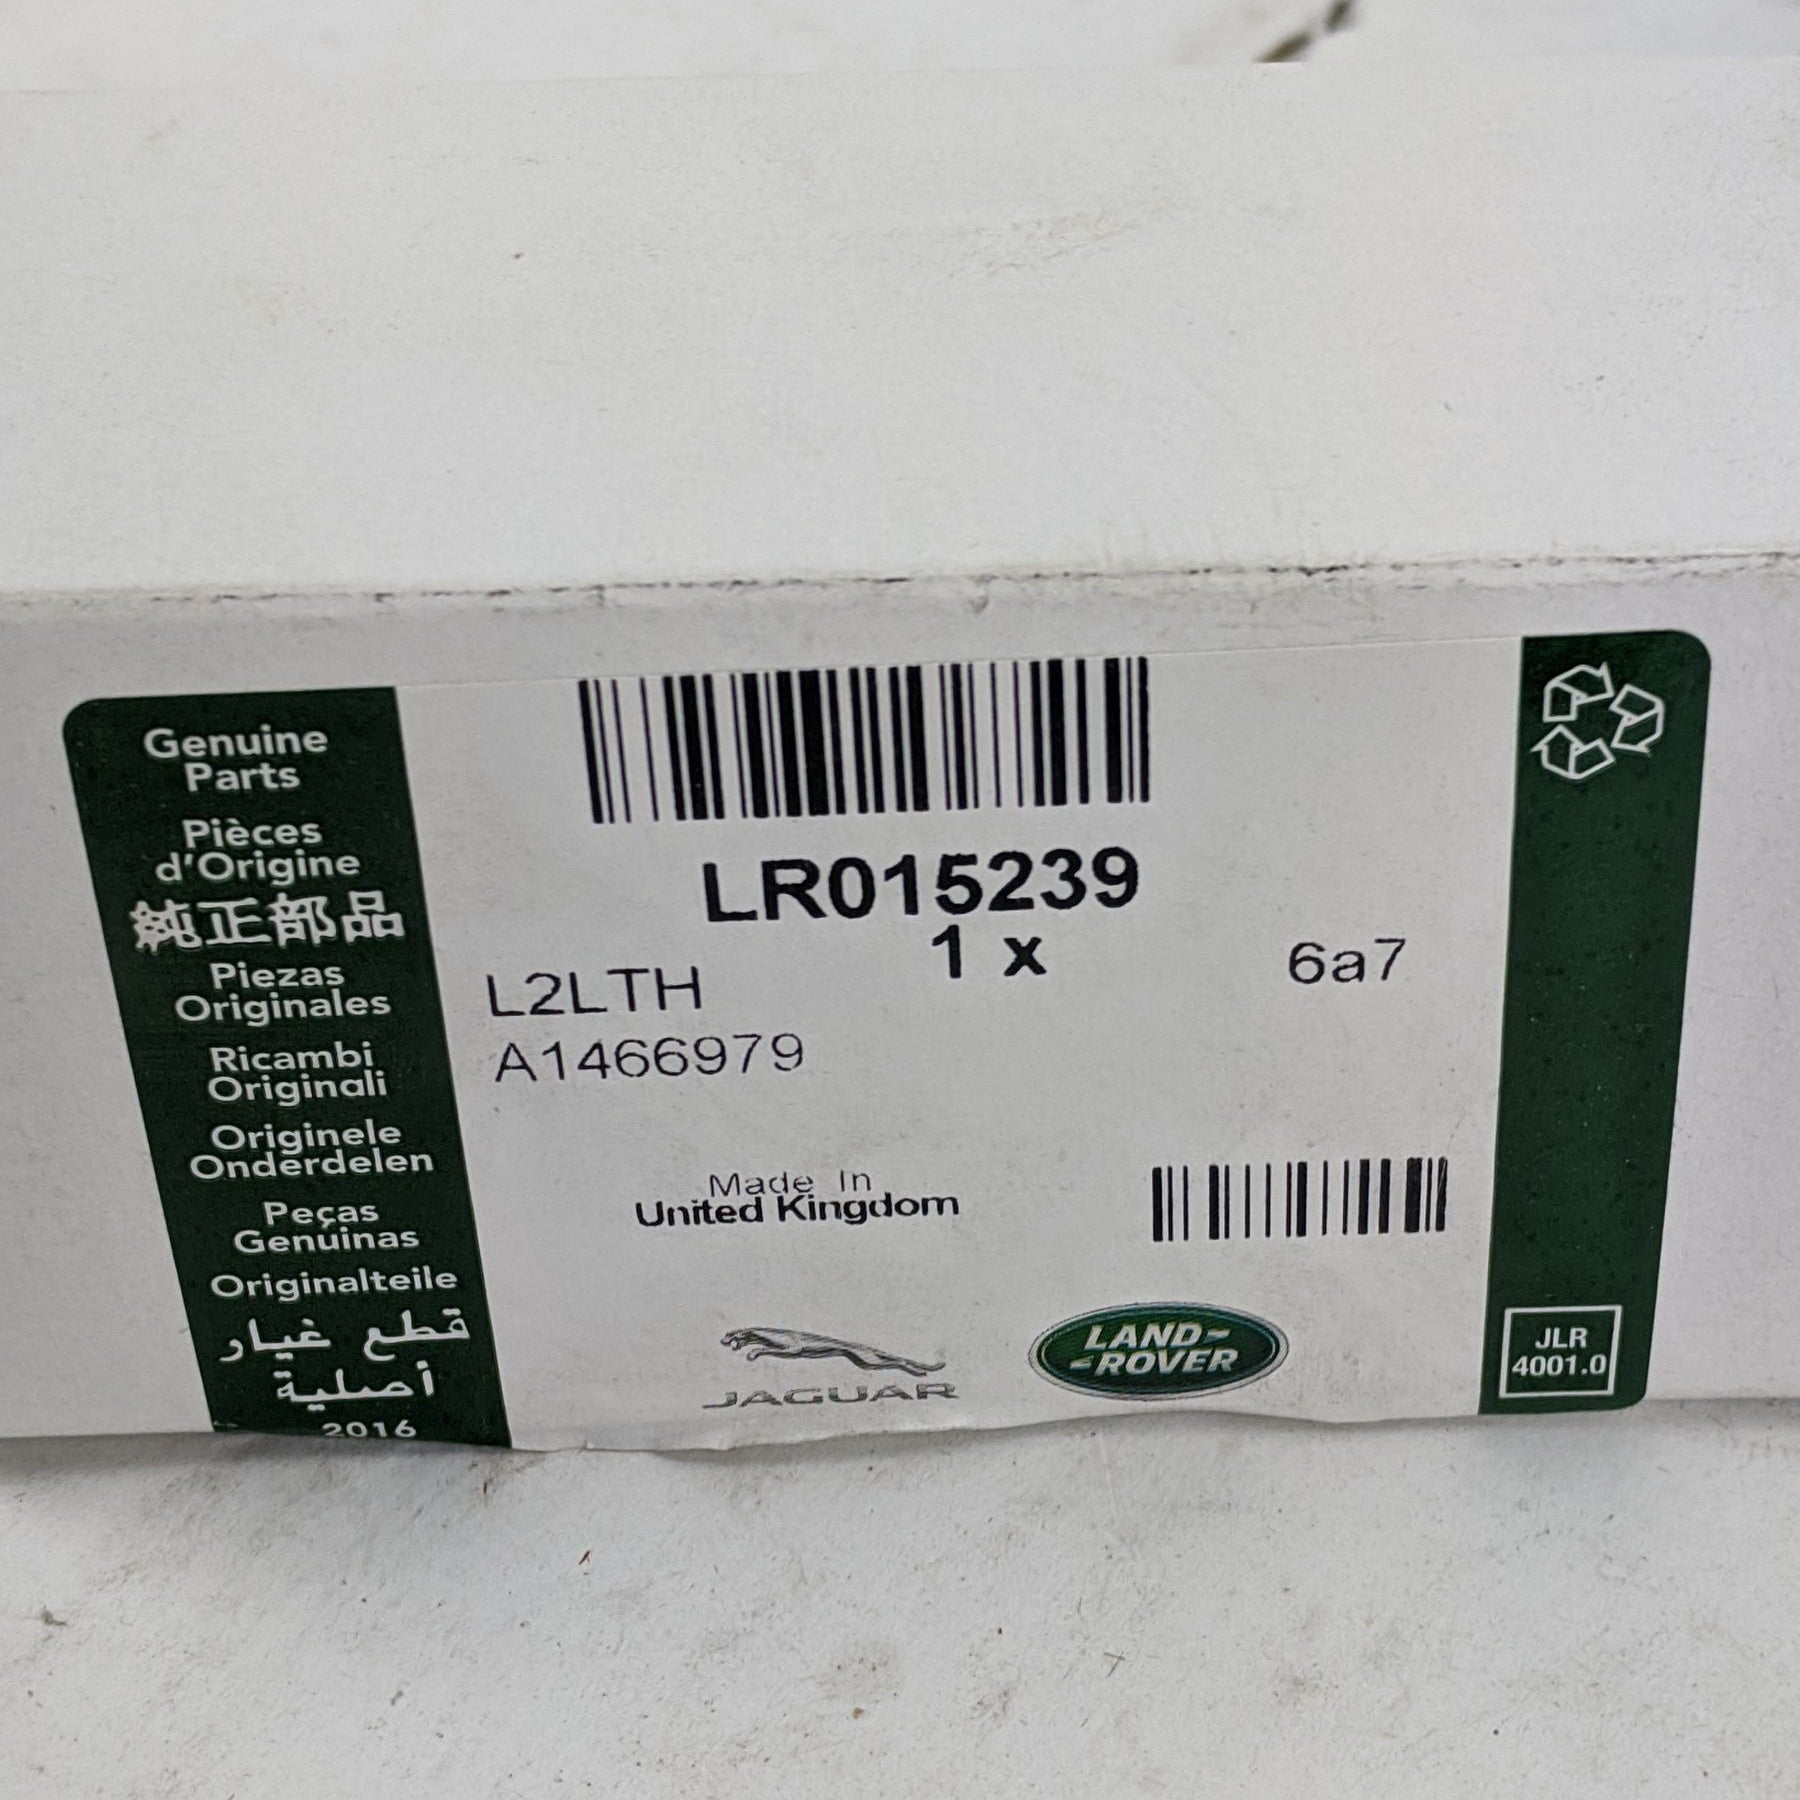 Genuine
Parts
Pièces
d'Origine
純正部品
Piezas
Originales
Ricambi
Originali
Originele
Onderdelen
Peças
Genuinas
Originalteile
قطع غيار
أصلية
2016
LR015239
1 x
6a7
L2LTH
A1466979
Made In
United Kingdom
JAGUAR
LAND-
-ROVER
JLR
4001.0